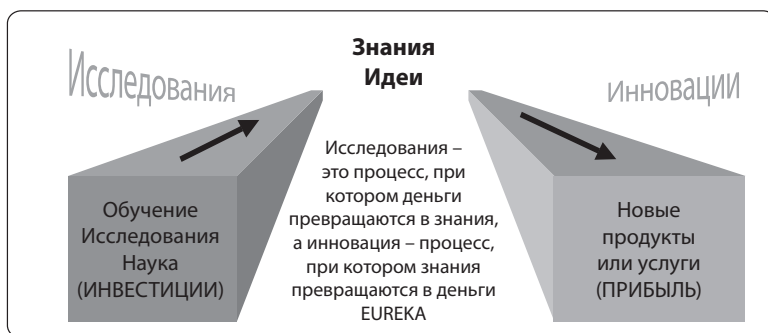 Исследования
Знания
Идеи
Инновации
Обучение
Исследования
Наука
(ИНВЕСТИЦИИ)
Исследования –
это процесс, при
котором деньги
превращаются в знания,
а инновация – процесс,
при котором знания
превращаются в деньги
EUREKA
Новые
продукты
или услуги
(ПРИБЫЛЬ)